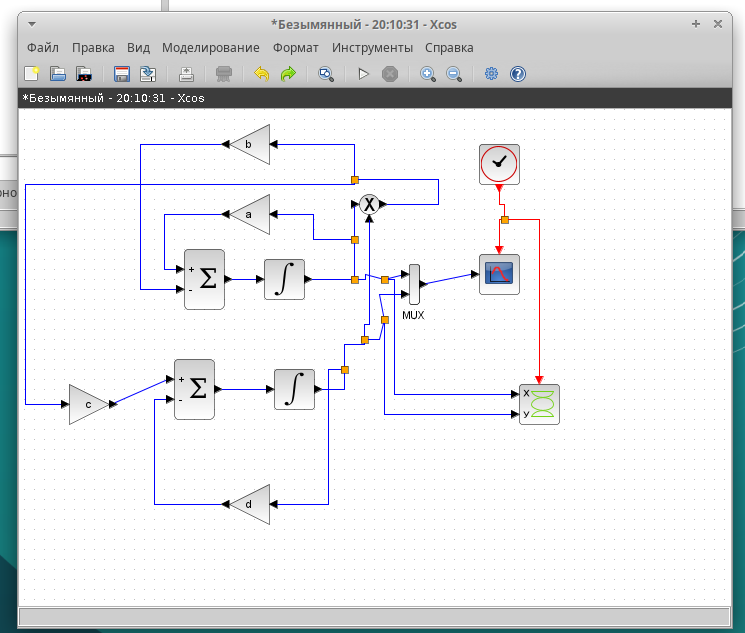 *Безымянный - 20:10:31 - Xcos
Файл Правка Вид Моделирование Формат Инструменты Справка
*Безымянный - 20:10:31 - Xcos
b
X
a
+
-
Σ
∫
MUX
+
-
Σ
∫
c
X
У
d